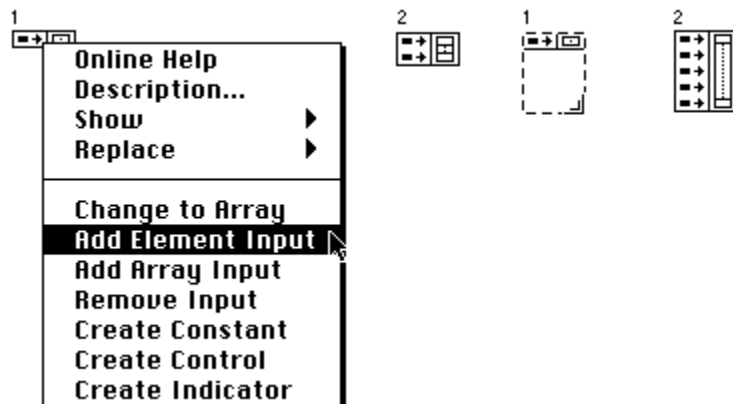 1 2 1 2
Online Help
Description...
Show
Replace
Change to Array
Add Element Input
Add Array Input
Remove Input
Create Constant
Create Control
Create Indicator